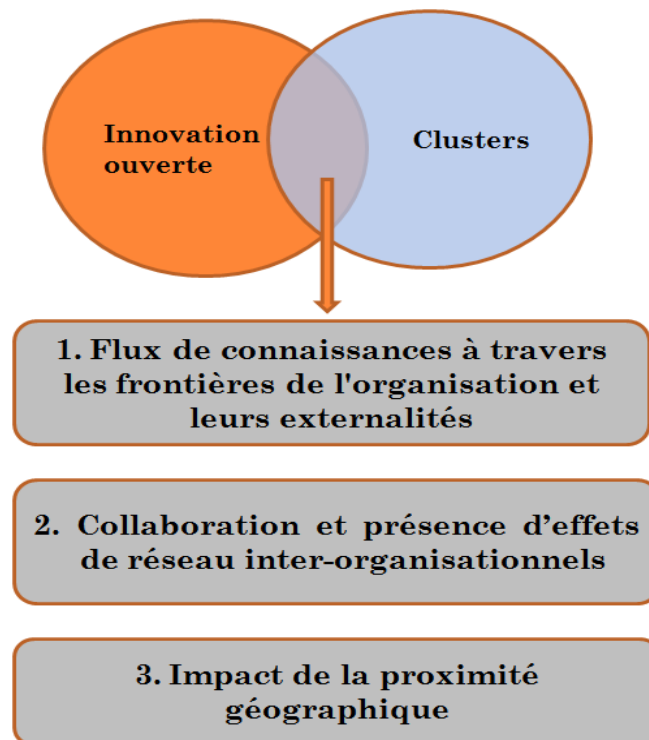 Innovation
ouverte
Clusters
1. Flux de connaissances à travers
les frontières de l'organisation et
leurs externalités
2. Collaboration et présence d’effets
de réseau inter-organisationnels
3. Impact de la proximité
géographique